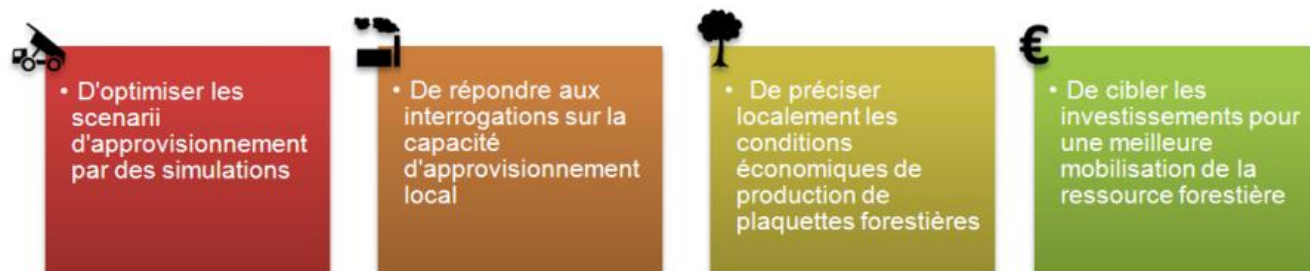 • D'optimiser les
scenarii
d'approvisionnement
par des simulations
• De répondre aux
interrogations sur la
capacité
d'approvisionnement
local
• De préciser
localement les
conditions
économiques de
production de
plaquettes forestières
€
• De cibler les
investissements pour
une meilleure
mobilisation de la
ressource forestière